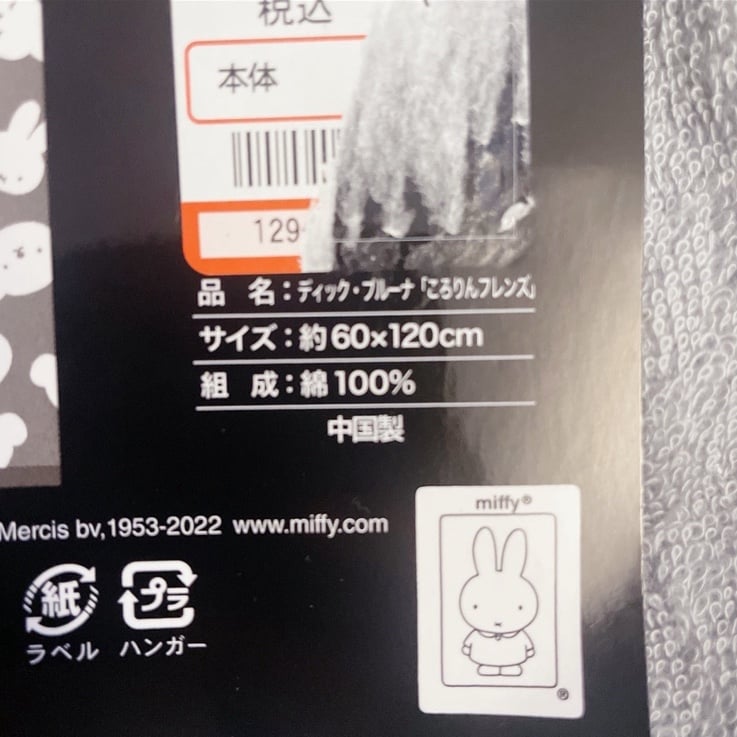 税込
本体
129
品 名：ディック・ブルーナ「ころりんフレンズ」
サイズ：約60×120cm
組 成：綿100%
中国製
Mercis bv,1953-2022 www.miffy.com
紙
ラベル
プラ
ハンガー
miffy®
®